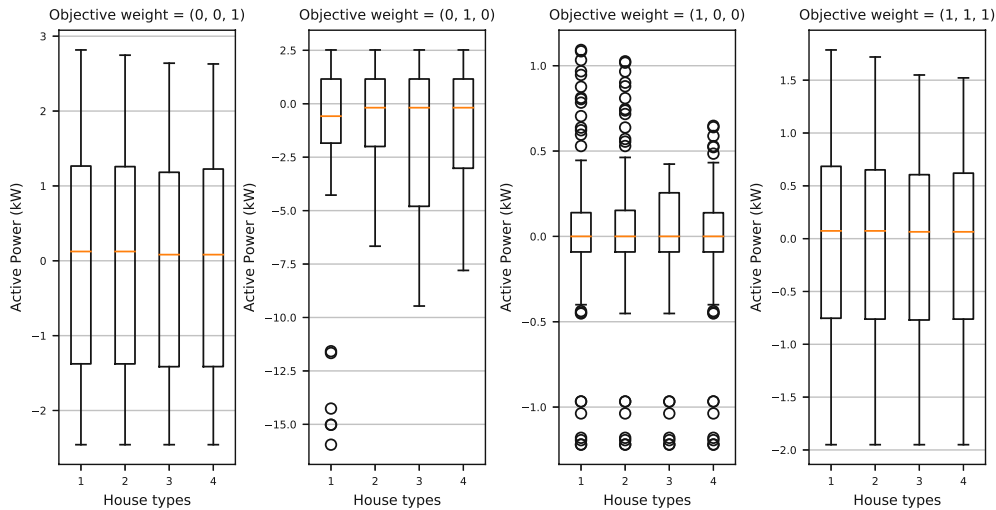 Objective weight = (0, 0, 1)
Active Power (kW)
3
2
1
0
−1
−2
1 2 3 4
House types
Objective weight = (0, 1, 0)
Active Power (kW)
2.5
0.0
−2.5
−5.0
−7.5
−10.0
−12.5
−15.0
1 2 3 4
House types
Objective weight = (1, 0, 0)
Active Power (kW)
1.0
0.5
0.0
−0.5
−1.0
1 2 3 4
House types
Objective weight = (1, 1, 1)
Active Power (kW)
1.5
1.0
0.5
0.0
−0.5
−1.0
−1.5
−2.0
1 2 3 4
House types